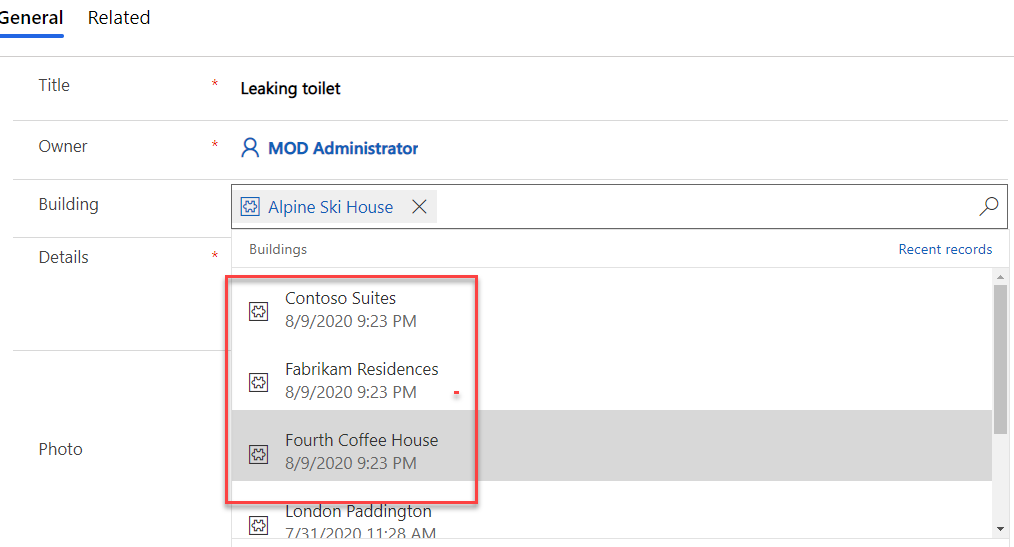 General Related
Title * Leaking toilet
Owner * MOD Administrator
Building Alpine Ski House
Details *
Buildings Recent records
Contoso Suites
8/9/2020 9:23 PM
Fabrikam Residences
8/9/2020 9:23 PM
Fourth Coffee House
8/9/2020 9:23 PM
Photo
London Paddington
7/31/2020 11:28 AM